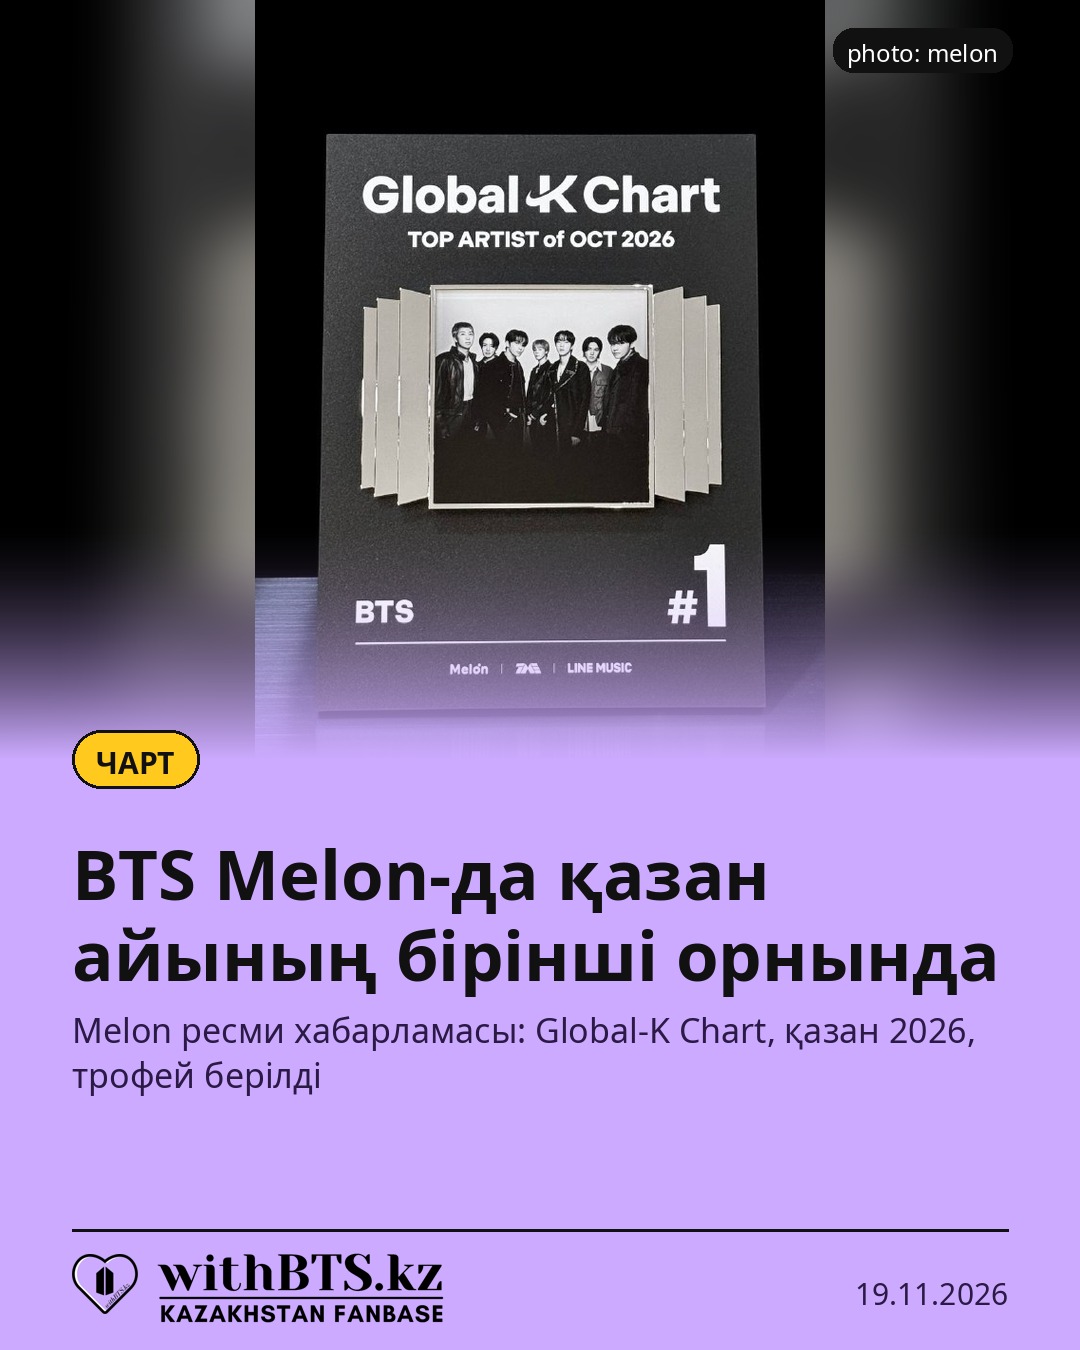 photo: melon
Global K Chart
TOP ARTIST of OCT 2026
BTS
#1
Melon | | LINE MUSIC
ЧАРТ
BTS Melon-да қазан
айының бірінші орнында
Melon ресми хабарламасы: Global-K Chart, қазан 2026,
трофей берілді
withBTS.kz
KAZAKHSTAN FANBASE
19.11.2026